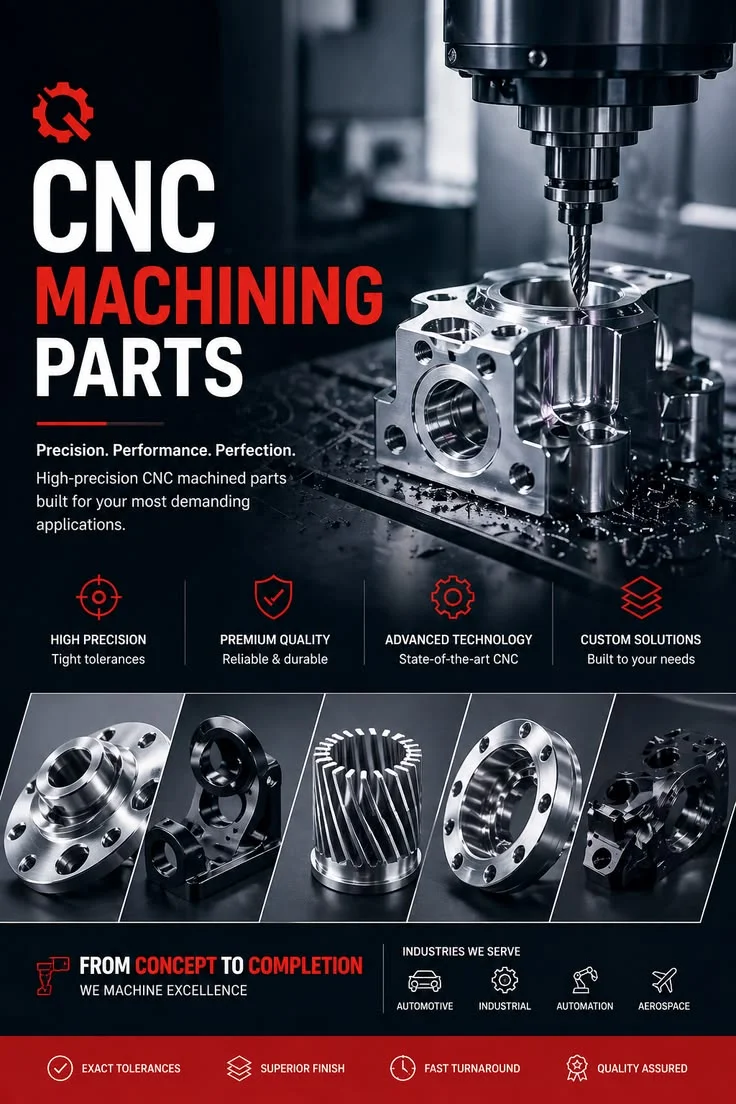 CNC
MACHINING
PARTS
Precision. Performance. Perfection.
High-precision CNC machined parts
built for your most demanding
applications.
HIGH PRECISION
Tight tolerances
PREMIUM QUALITY
Reliable & durable
ADVANCED TECHNOLOGY
State-of-the-art CNC
CUSTOM SOLUTIONS
Built to your needs
FROM CONCEPT TO COMPLETION
WE MACHINE EXCELLENCE
INDUSTRIES WE SERVE
AUTOMOTIVE
INDUSTRIAL
AUTOMATION
AEROSPACE
EXACT TOLERANCES
SUPERIOR FINISH
FAST TURNAROUND
QUALITY ASSURED